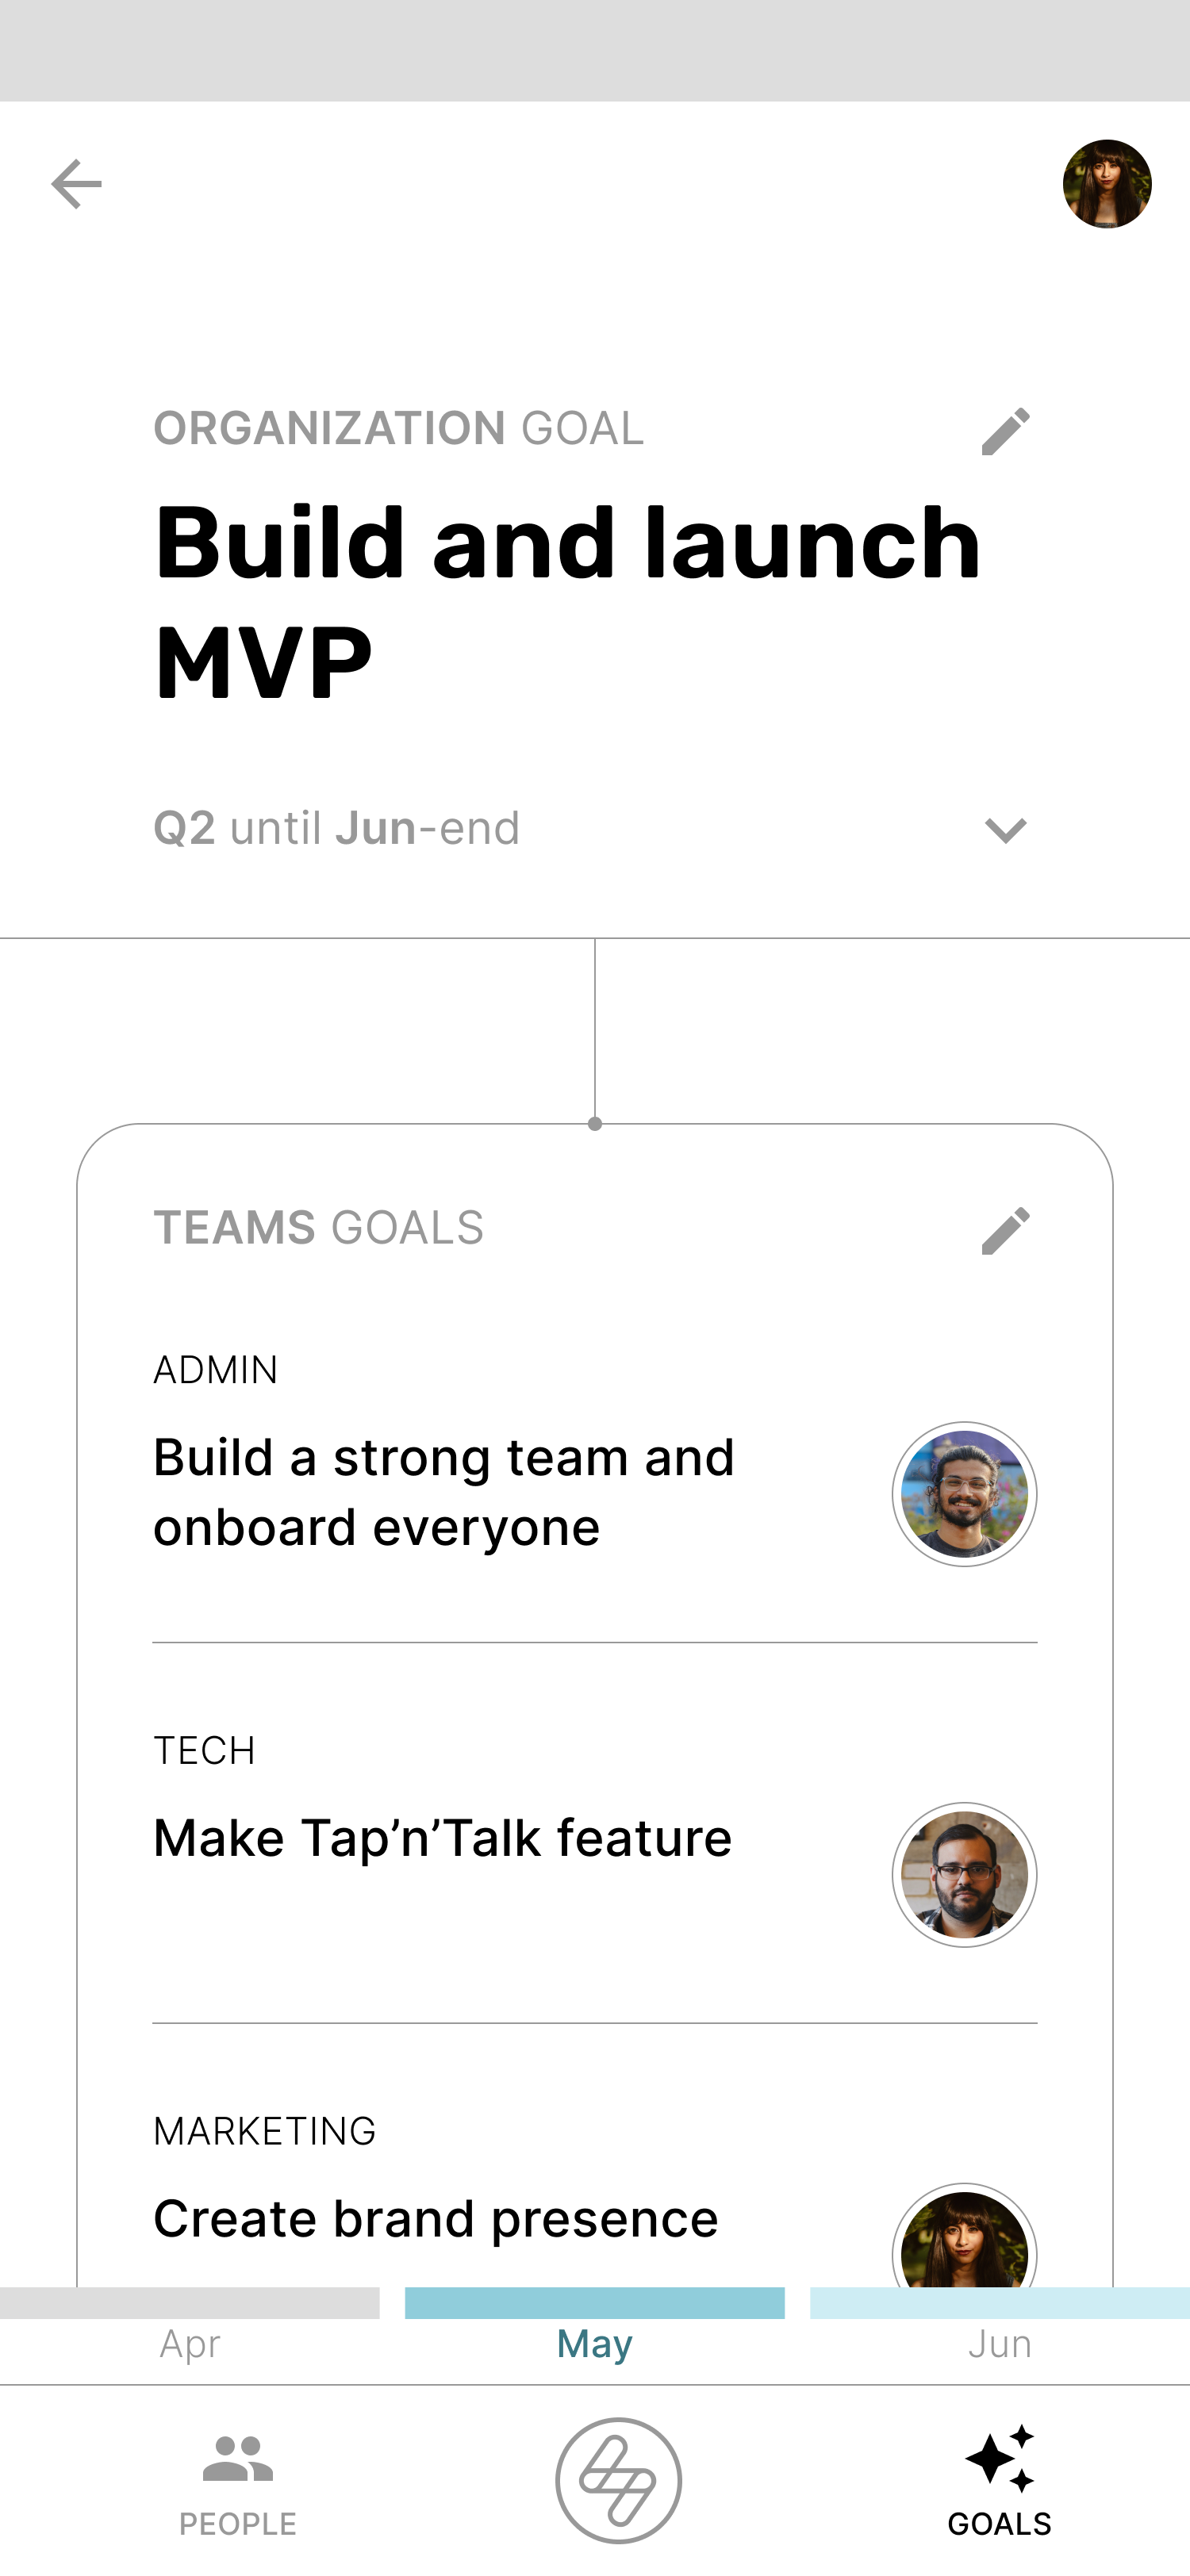 ORGANIZATION GOAL
Build and launch
MVP
Q2 until Jun-end
TEAMS GOALS
ADMIN
Build a strong team and
onboard everyone
TECH
Make Tap’n’Talk feature
MARKETING
Create brand presence
Apr May Jun
PEOPLE GOALS